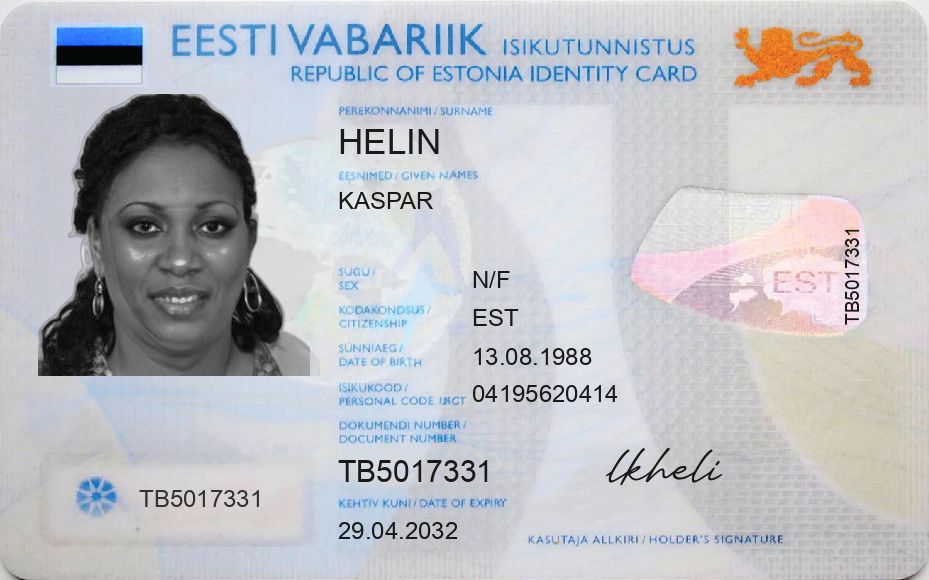 EESTI VABARIIK ISIKUTUNNISTUS
REPUBLIC OF ESTONIA IDENTITY CARD
PEREKONNANIMI / SURNAME
HELIN
EESNIMED / GIVEN NAMES
KASPAR
SUGU /
SEX
N/F
KODAKONDSUS /
CITIZENSHIP
EST
SÜNNIAEG /
DATE OF BIRTH
13.08.1988
ISIKUKOOD /
PERSONAL CODE
04195620414
DOKUMENDI NUMBER /
DOCUMENT NUMBER
TB5017331
KEHTIV KUNI / DATE OF EXPIRY
29.04.2032
TB5017331
EST
TB5017331
lkheli
KASUTAJA ALLKIRI / HOLDER'S SIGNATURE